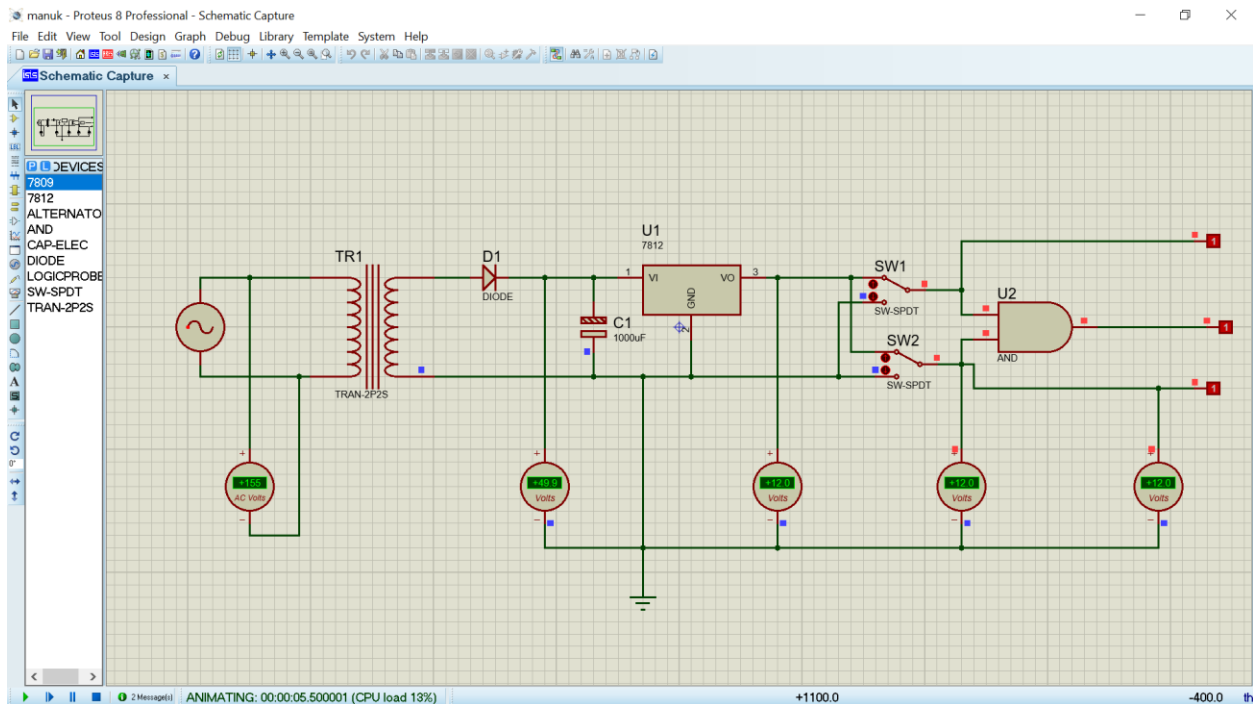 manuk - Proteus 8 Professional - Schematic Capture
File Edit View Tool Design Graph Debug Library Template System Help
Schematic Capture ×
P L DEVICES
7809
7812
ALTERNATO
AND
CAP-ELEC
DIODE
LOGICPROBE
SW-SPDT
TRAN-2P2S
TR1
TRAN-2P2S
D1
DIODE
C1
1000uF
U1
7812
1 VI VO 3
GND
2
SW1
SW-SPDT
SW2
SW-SPDT
U2
AND
1
1
1
+155
AC Volts
+49.9
Volts
+12.0
Volts
+12.0
Volts
+12.0
Volts
0°
2 Message(s) ANIMATING: 00:00:05.500001 (CPU load 13%) +1100.0 -400.0 th